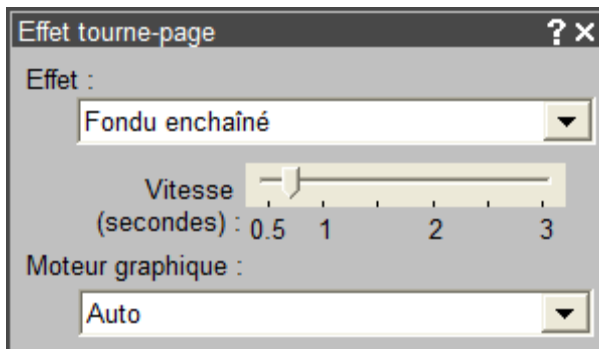 Effet tourne-page ? ×
Effet :
Fondu enchaîné
Vitesse
(secondes) :
0.5 1 2 3
Moteur graphique :
Auto